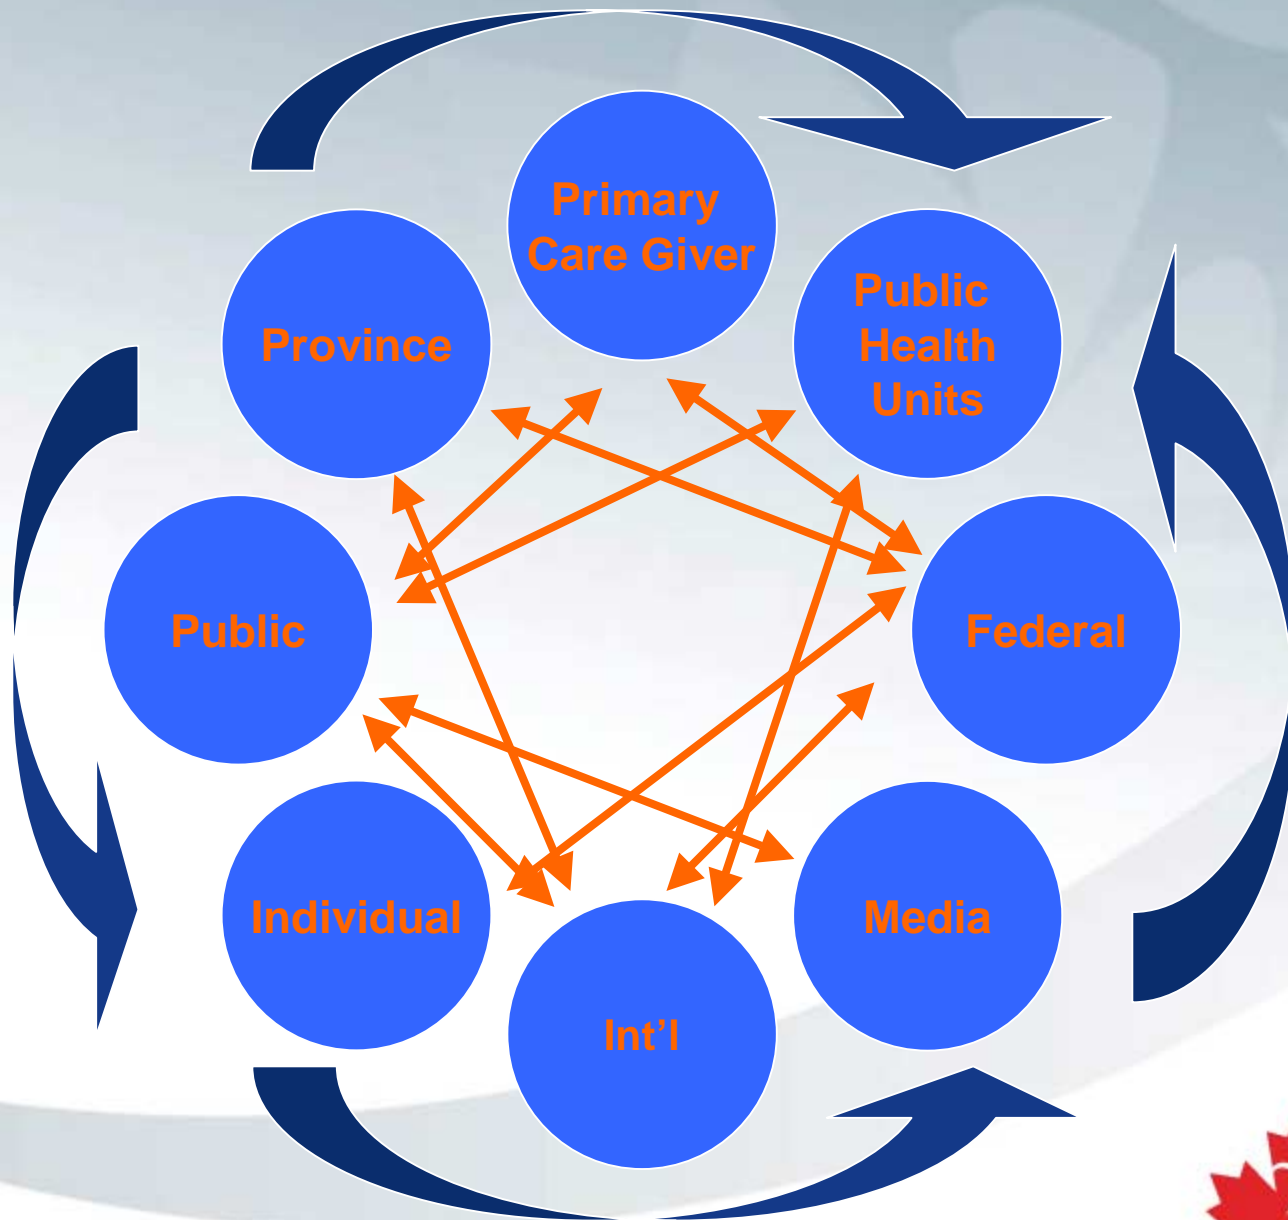 Primary
Care Giver
Public
Health
Units
Province
Public
Federal
Individual
Media
Int’l